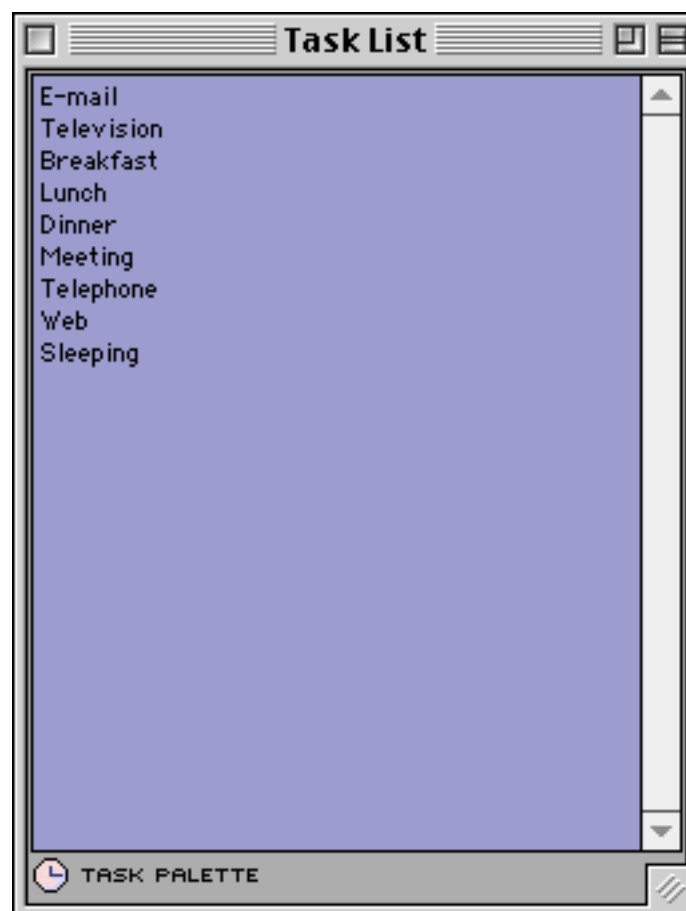 Task List
E-mail
Television
Breakfast
Lunch
Dinner
Meeting
Telephone
Web
Sleeping
TASK PALETTE